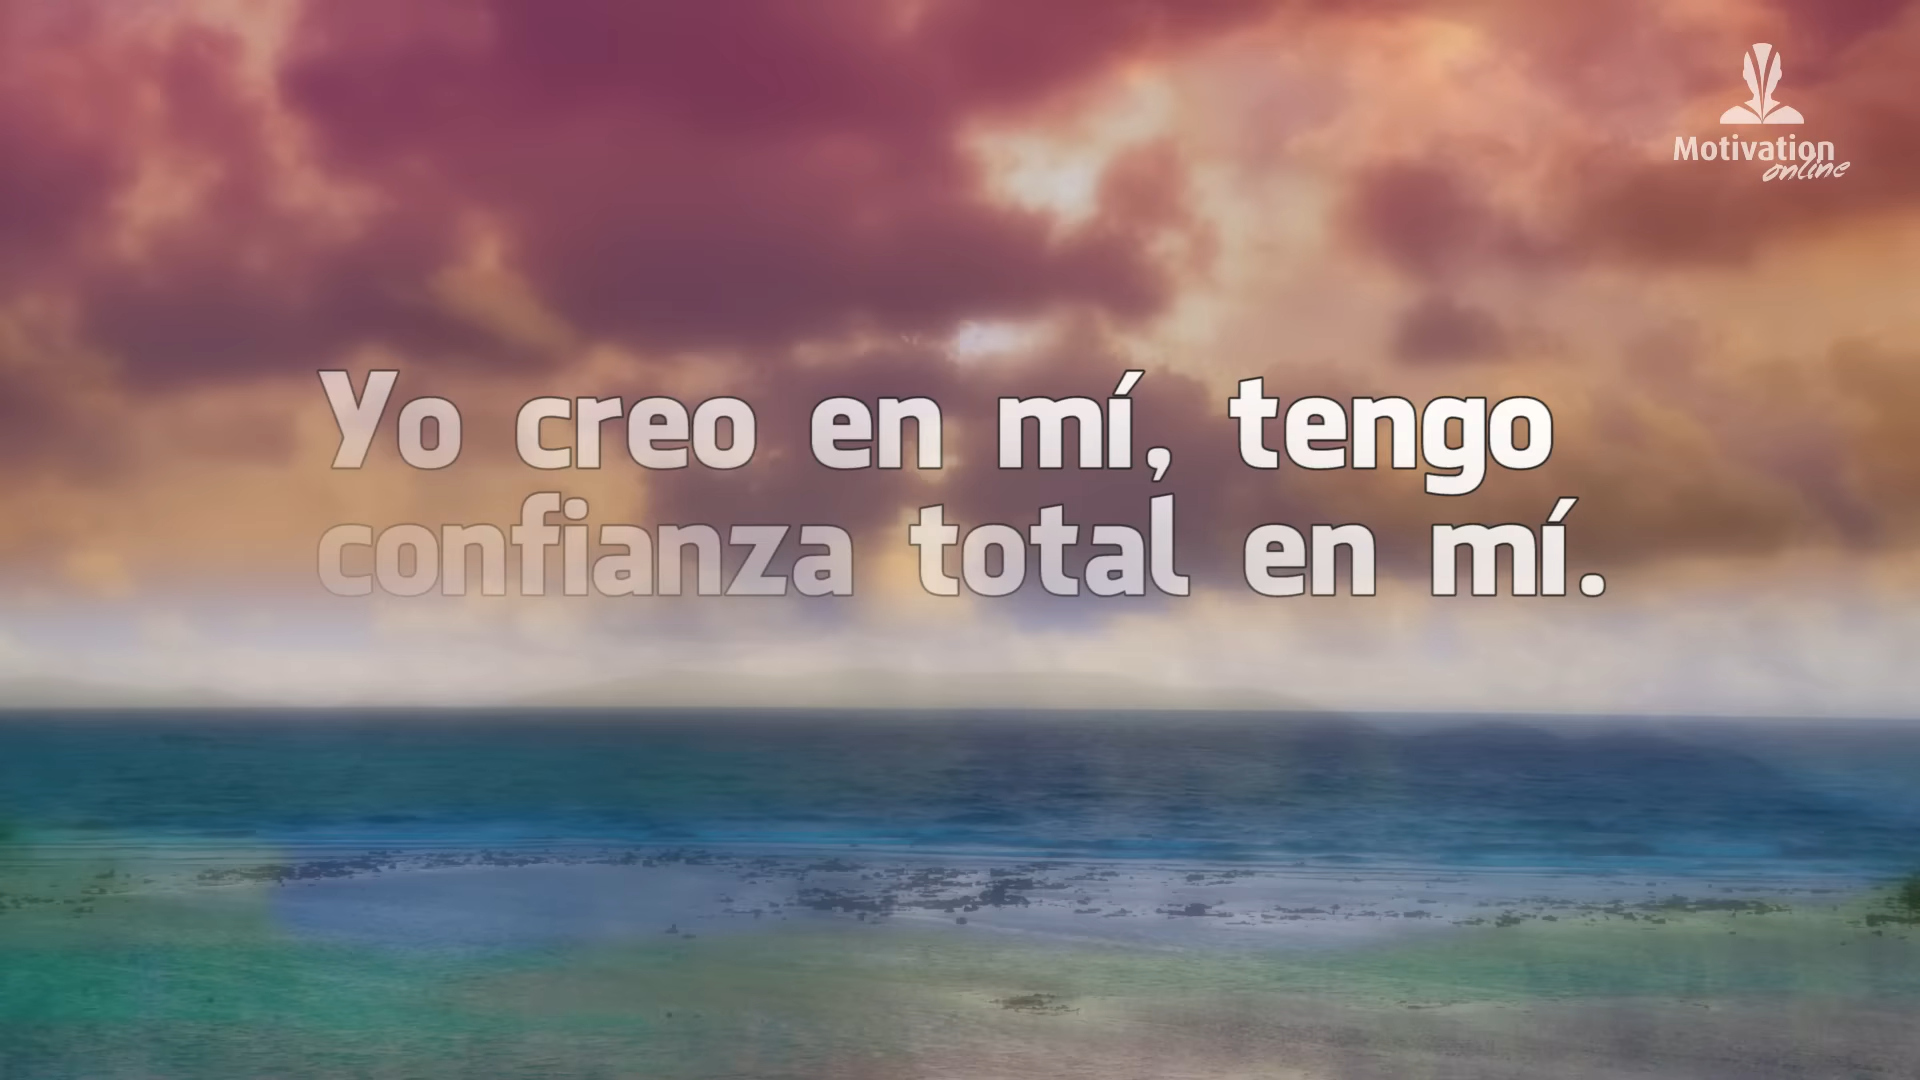 Motivation
online
Yo creo en mí, tengo
confianza total en mí.